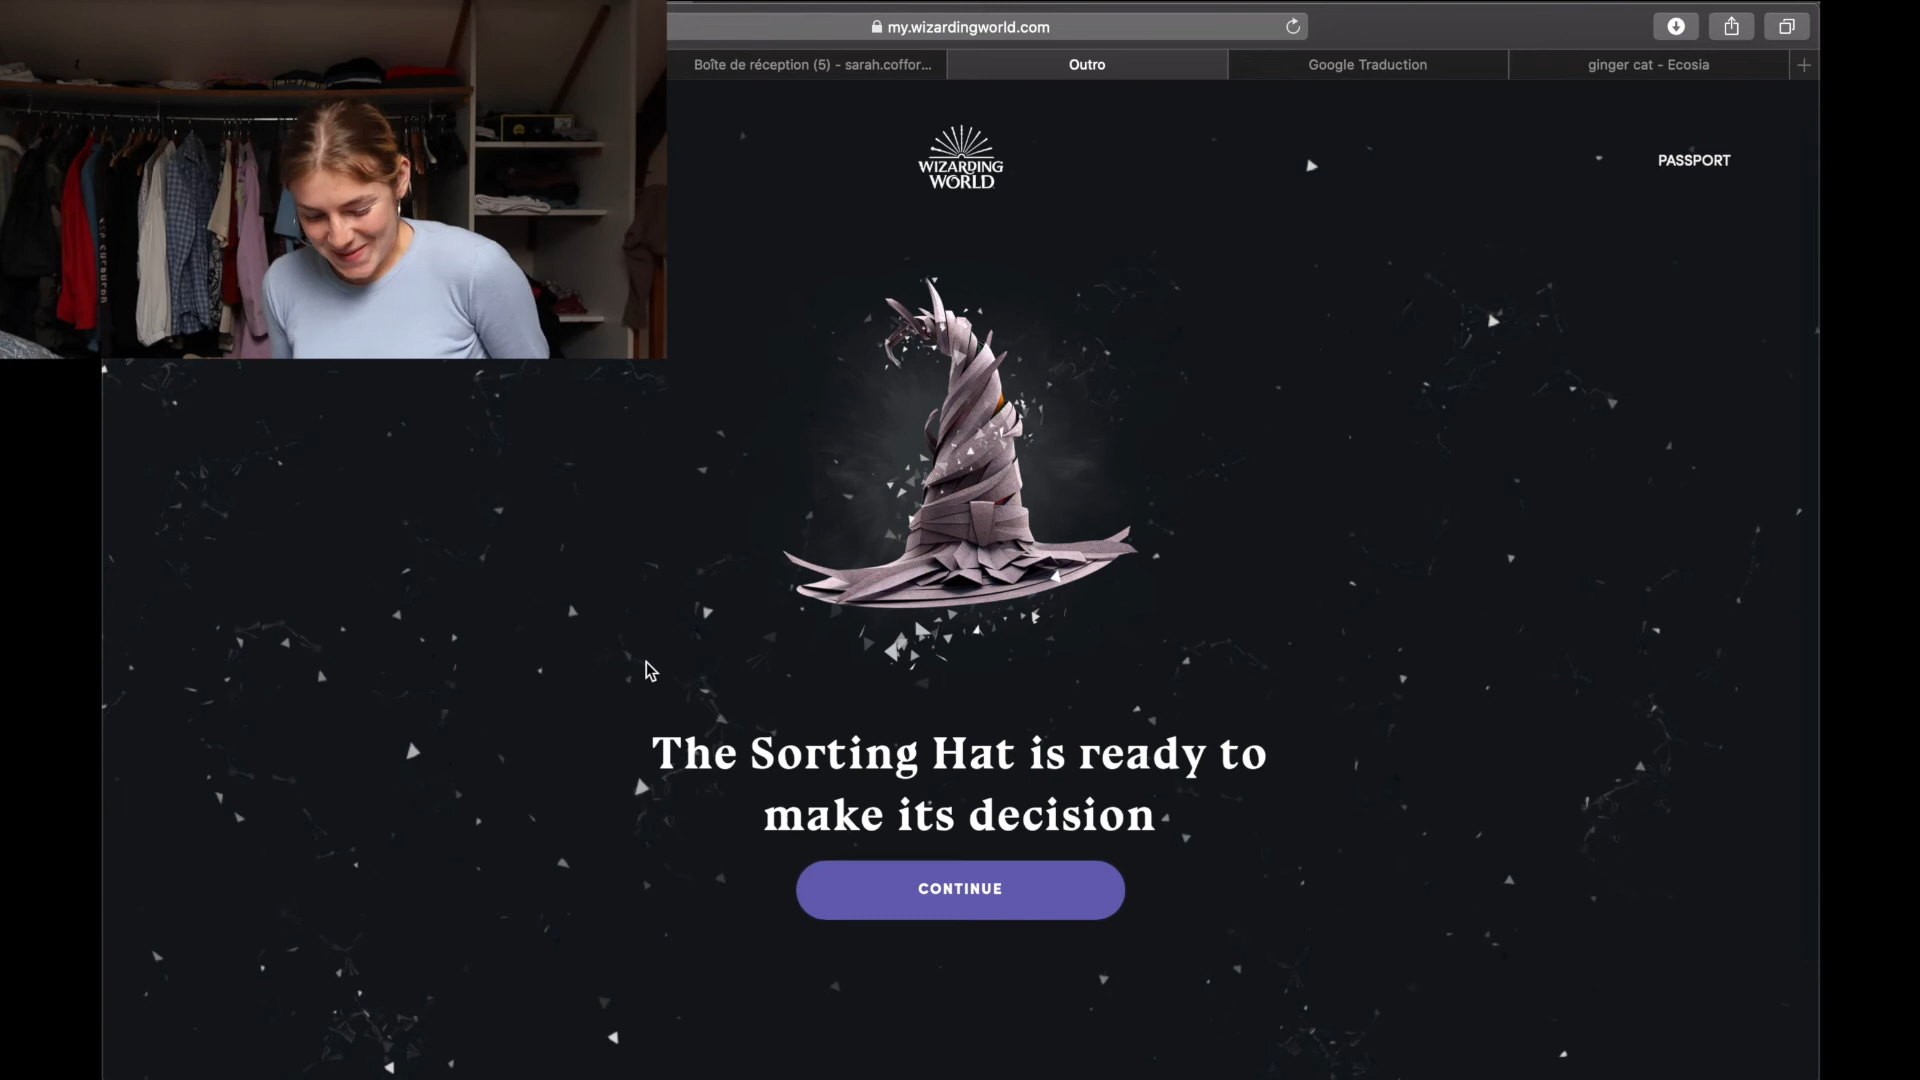 my.wizardingworld.com
Boîte de réception (5) - sarah.coffor...
Outro
Google Traduction
ginger cat - Ecosia
WIZARDING
WORLD
PASSPORT
The Sorting Hat is ready to
make its decision
CONTINUE